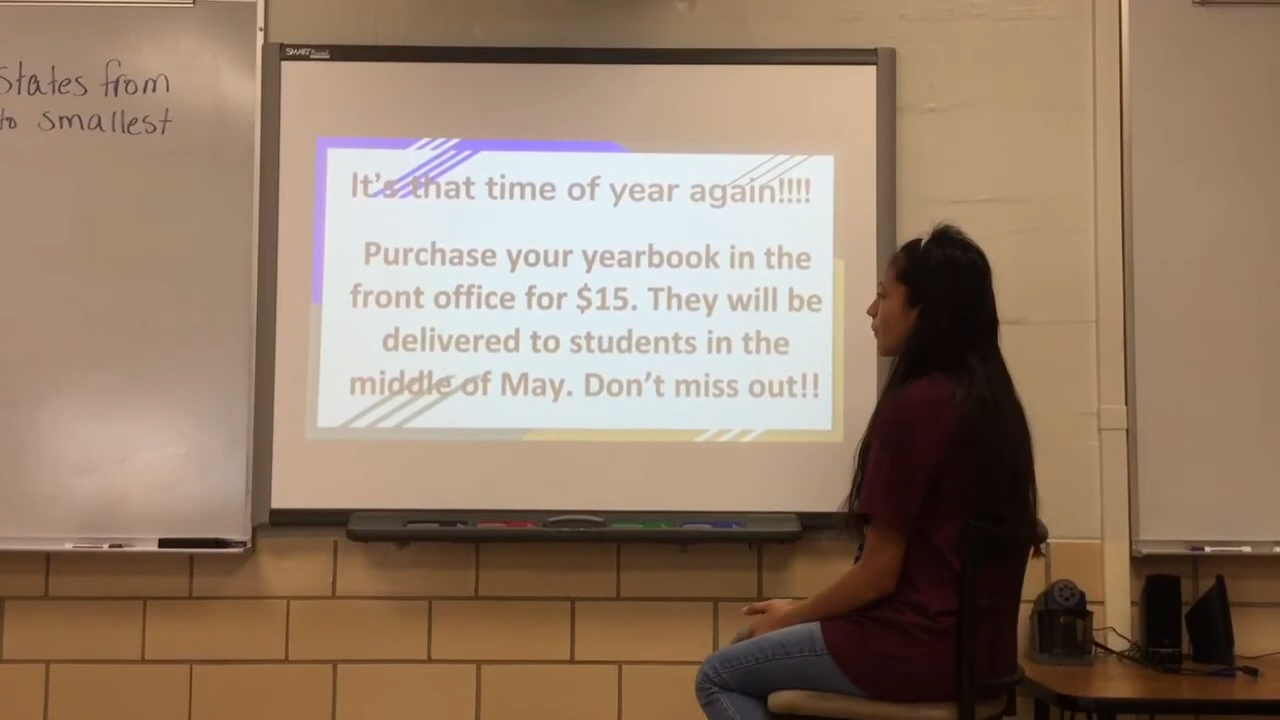 States from
to smallest
SMART
It's that time of year again!!!!
Purchase your yearbook in the
front office for $15. They will be
delivered to students in the
middle of May. Don't miss out!!